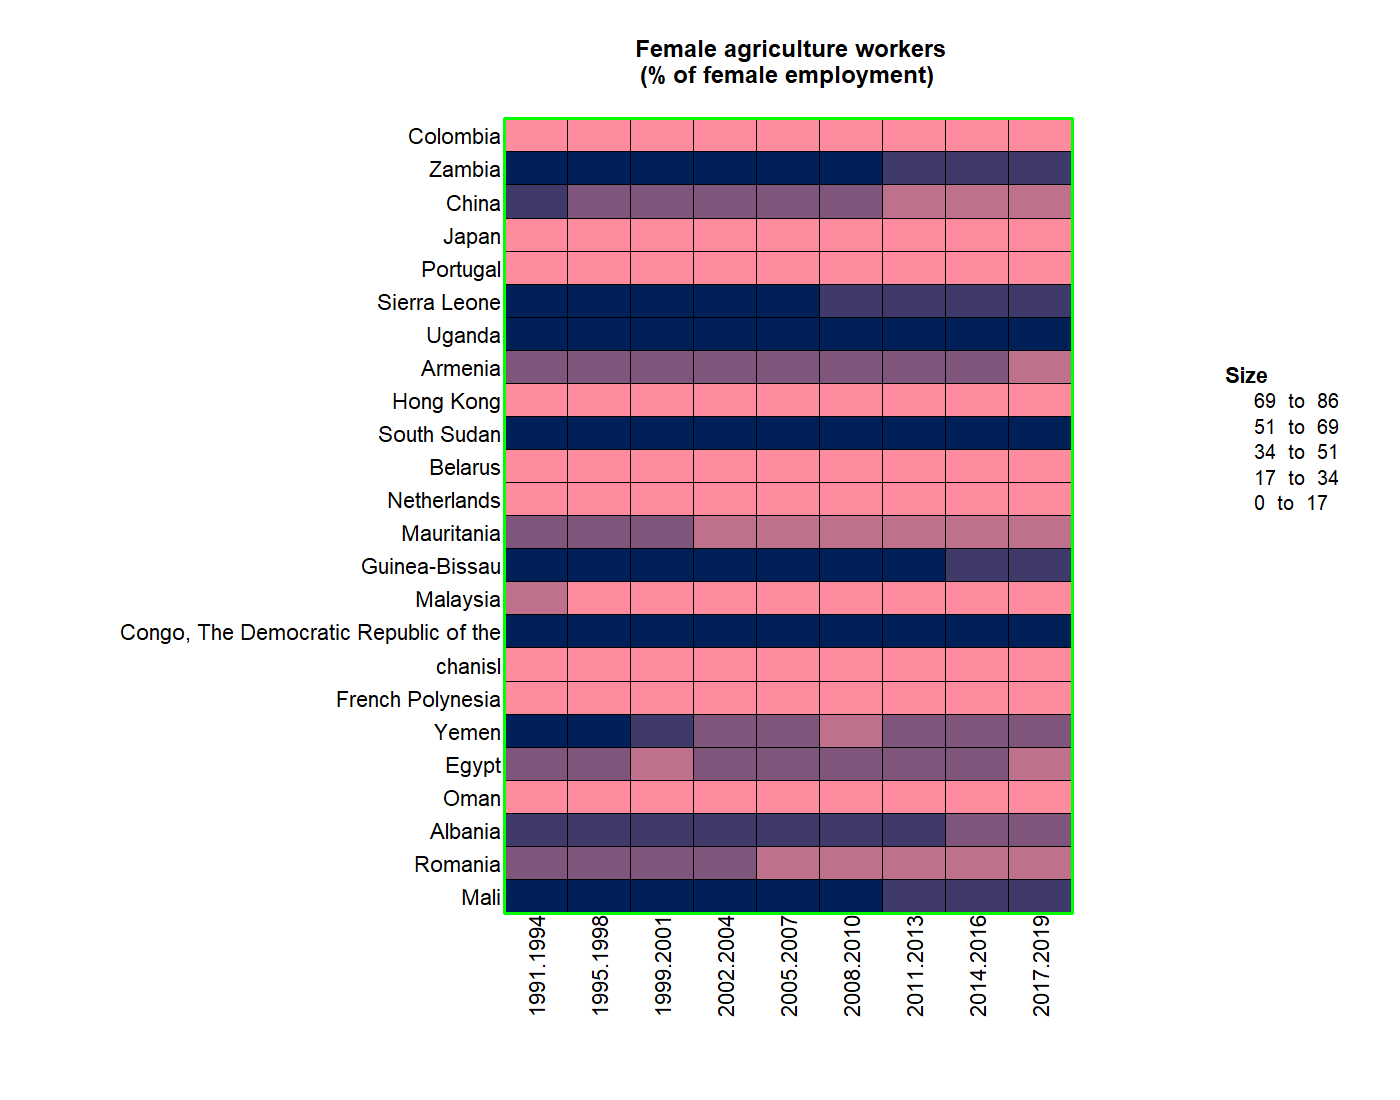 Female agriculture workers
(% of female employment)
Colombia
Zambia
China
Japan
Portugal
Sierra Leone
Uganda
Armenia
Hong Kong
South Sudan
Belarus
Netherlands
Mauritania
Guinea-Bissau
Malaysia
Congo, The Democratic Republic of the
chanisl
French Polynesia
Yemen
Egypt
Oman
Albania
Romania
Mali
1991.1994
1995.1998
1999.2001
2002.2004
2005.2007
2008.2010
2011.2013
2014.2016
2017.2019
Size
69 to 86
51 to 69
34 to 51
17 to 34
0 to 17